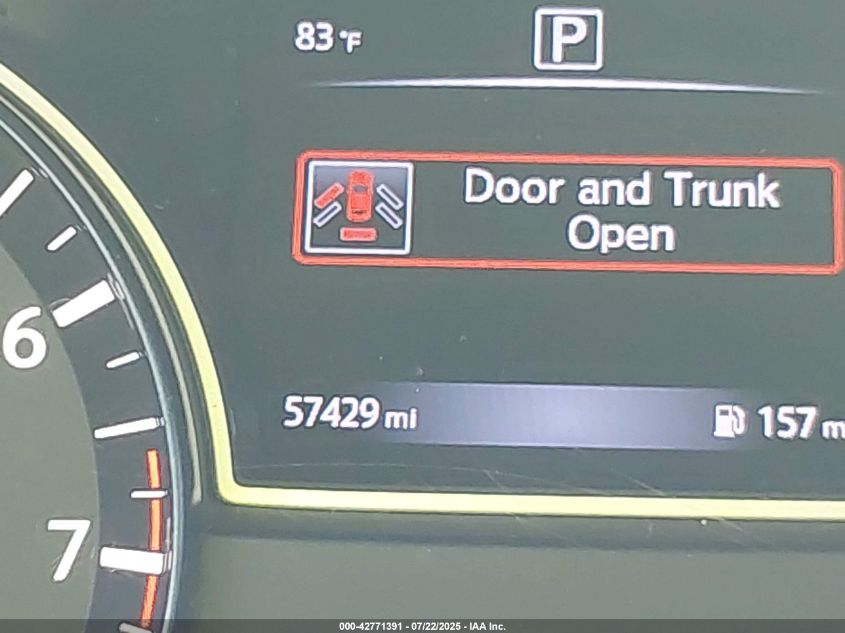 83°F
P
Door and Trunk
Open
6
57429 mi
157 m
7
000-42771391 - 07/22/2025 - IAA Inc.